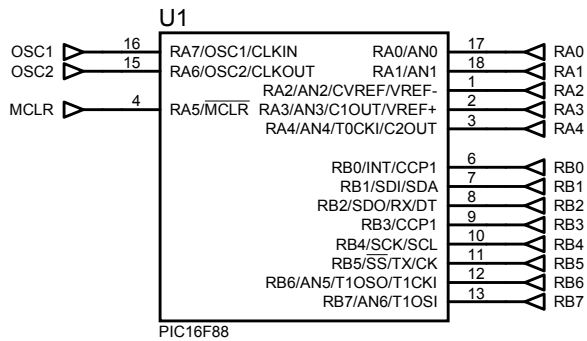 U1
OSC1 16 RA7/OSC1/CLKIN RA0/AN0 17 RA0
OSC2 15 RA6/OSC2/CLKOUT RA1/AN1 18 RA1
RA2/AN2/CVREF/VREF- 1 RA2
MCLR 4 RA5/MCLR RA3/AN3/C1OUT/VREF+ 2 RA3
RA4/AN4/T0CKI/C2OUT 3 RA4
RB0/INT/CCP1 6 RB0
RB1/SDI/SDA 7 RB1
RB2/SDO/RX/DT 8 RB2
RB3/CCP1 9 RB3
RB4/SCK/SCL 10 RB4
RB5/SS/TX/CK 11 RB5
RB6/AN5/T1OSO/T1CKI 12 RB6
RB7/AN6/T1OSI 13 RB7
PIC16F88